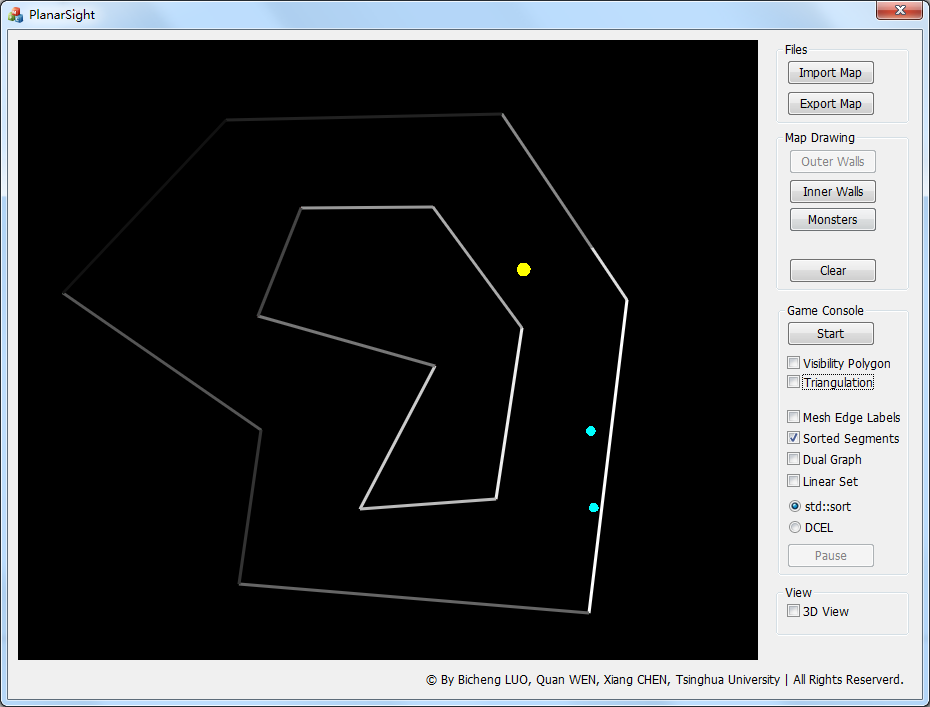 PlanarSight
Files
Import Map
Export Map
Map Drawing
Outer Walls
Inner Walls
Monsters
Clear
Game Console
Start
Visibility Polygon
Triangulation
Mesh Edge Labels
Sorted Segments
Dual Graph
Linear Set
std::sort
DCEL
Pause
View
3D View
© By Bicheng LUO, Quan WEN, Xiang CHEN, Tsinghua University | All Rights Reserverd.